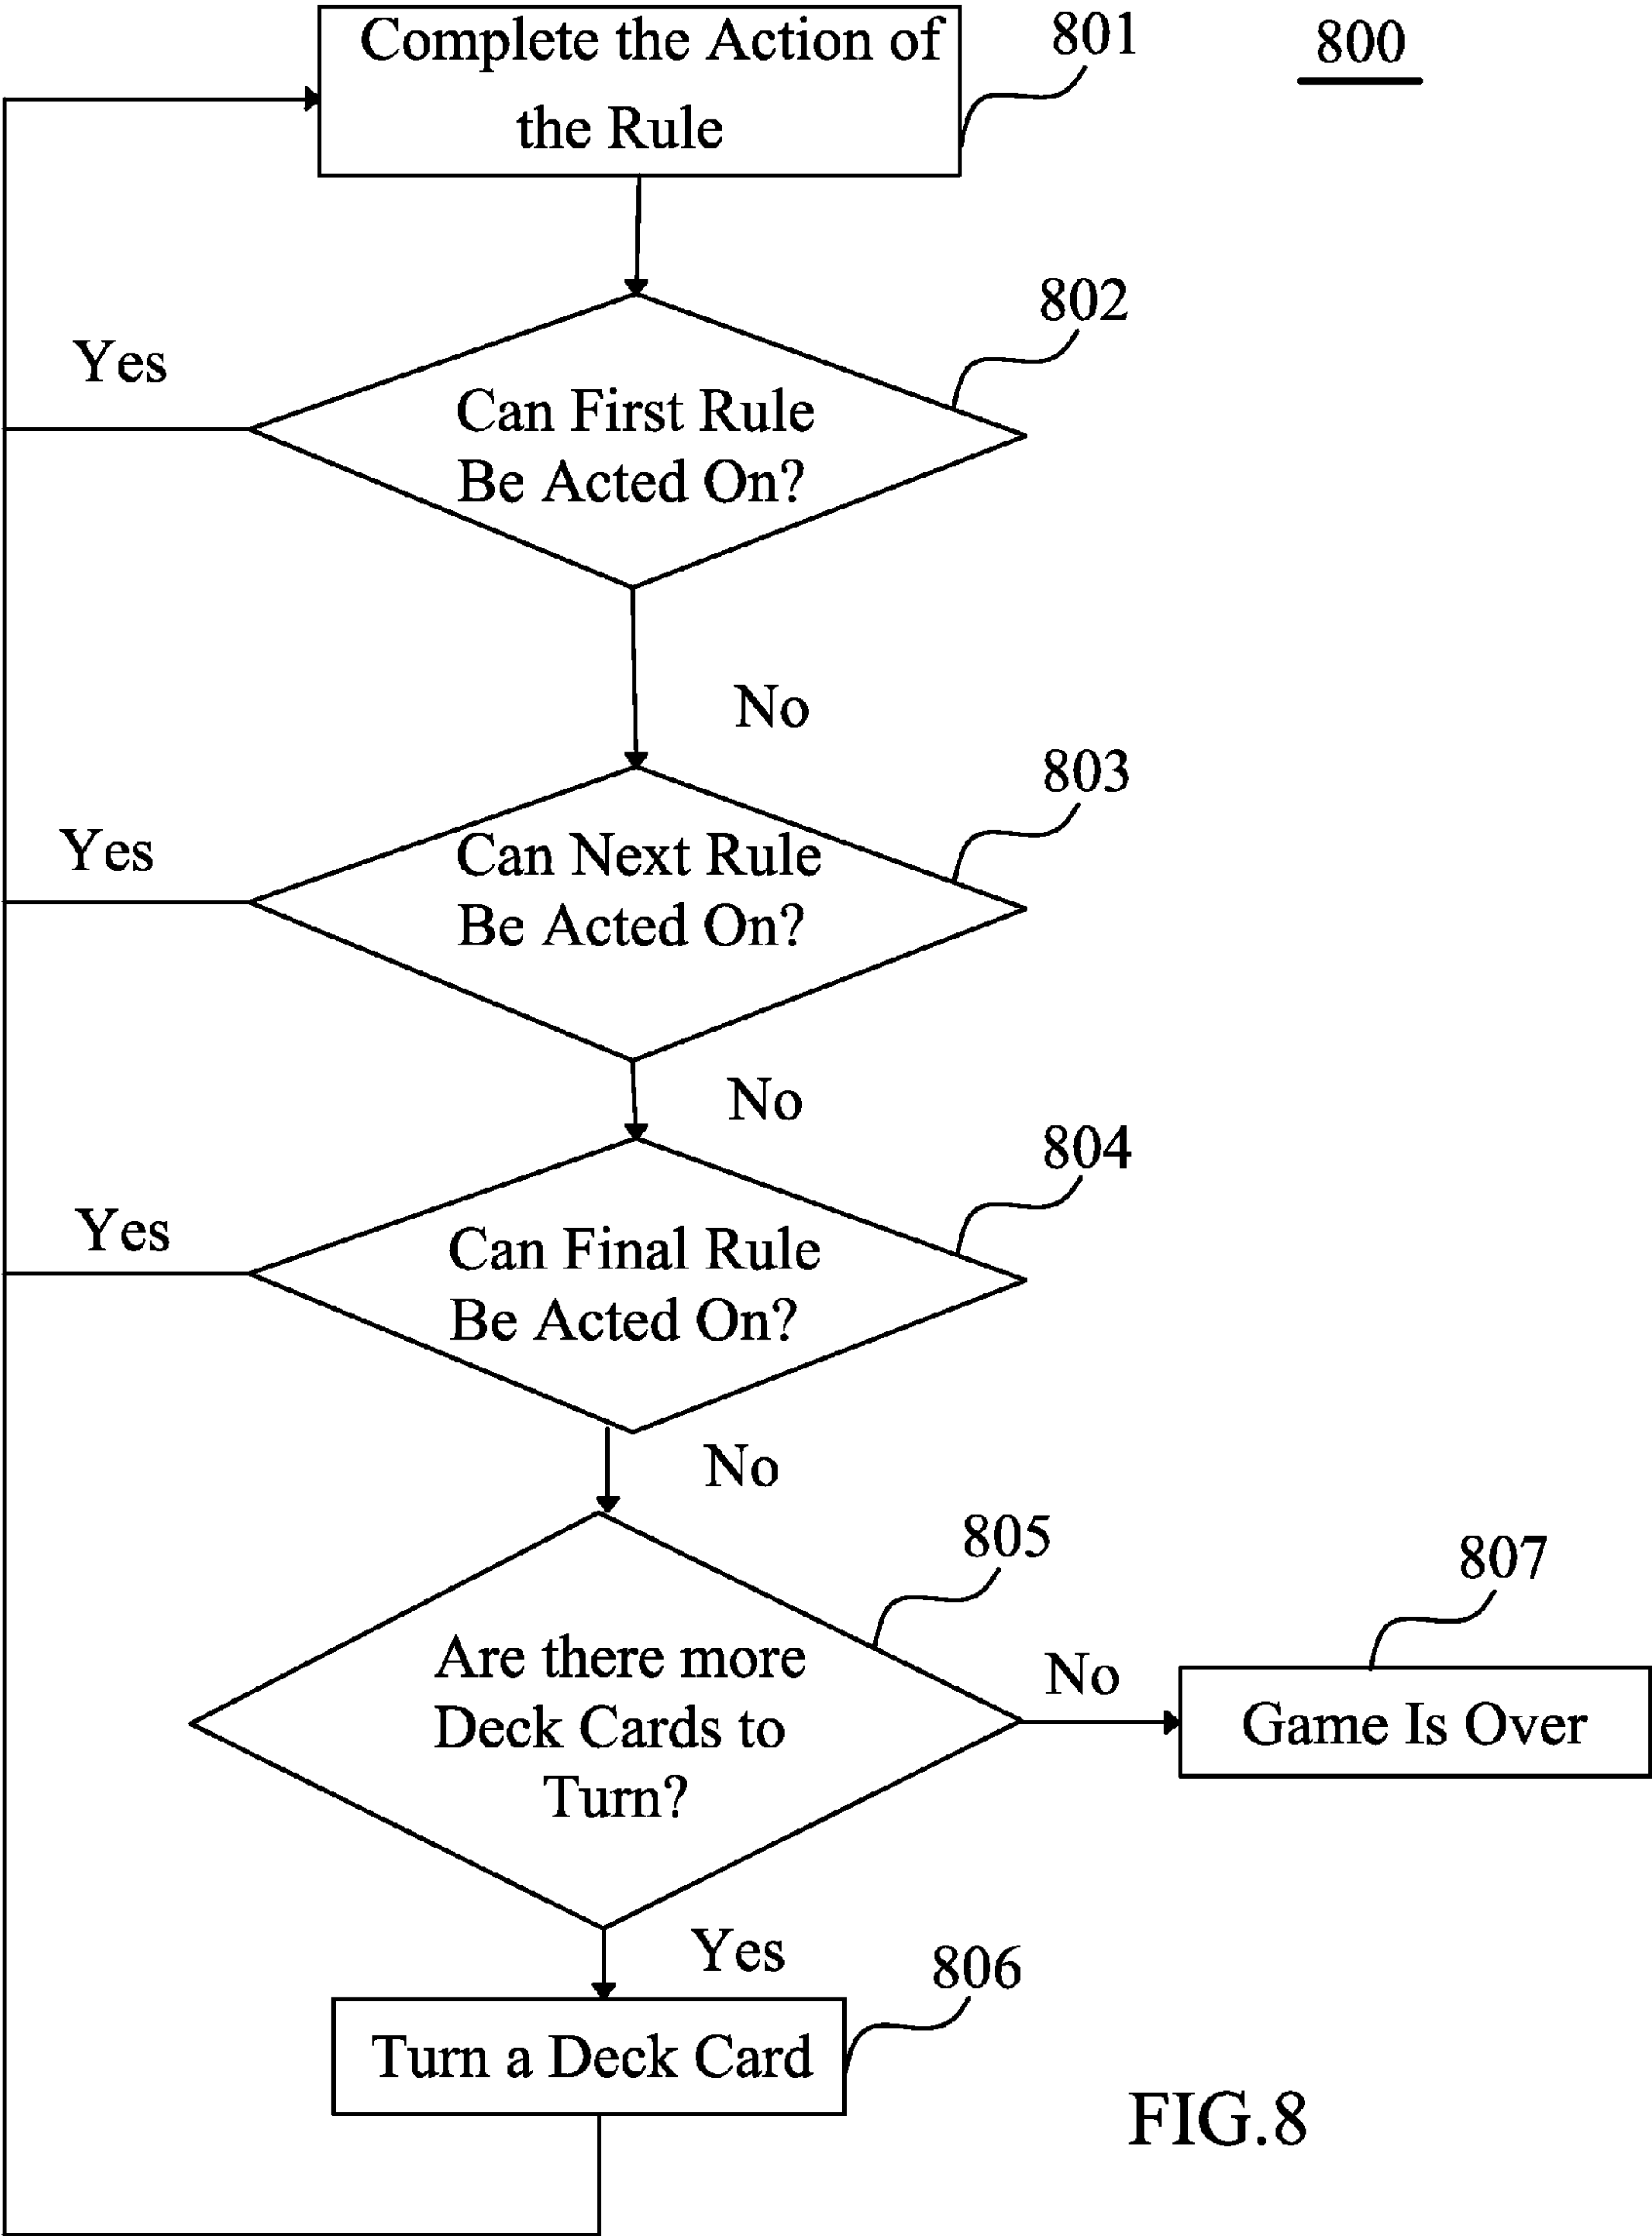 Complete the Action of
the Rule
801
800
802
Yes
Can First Rule
Be Acted On?
No
803
Yes
Can Next Rule
Be Acted On?
No
804
Yes
Can Final Rule
Be Acted On?
No
805
807
Are there more
Deck Cards to
Turn?
No
Game Is Over
Yes
806
Turn a Deck Card
FIG.8